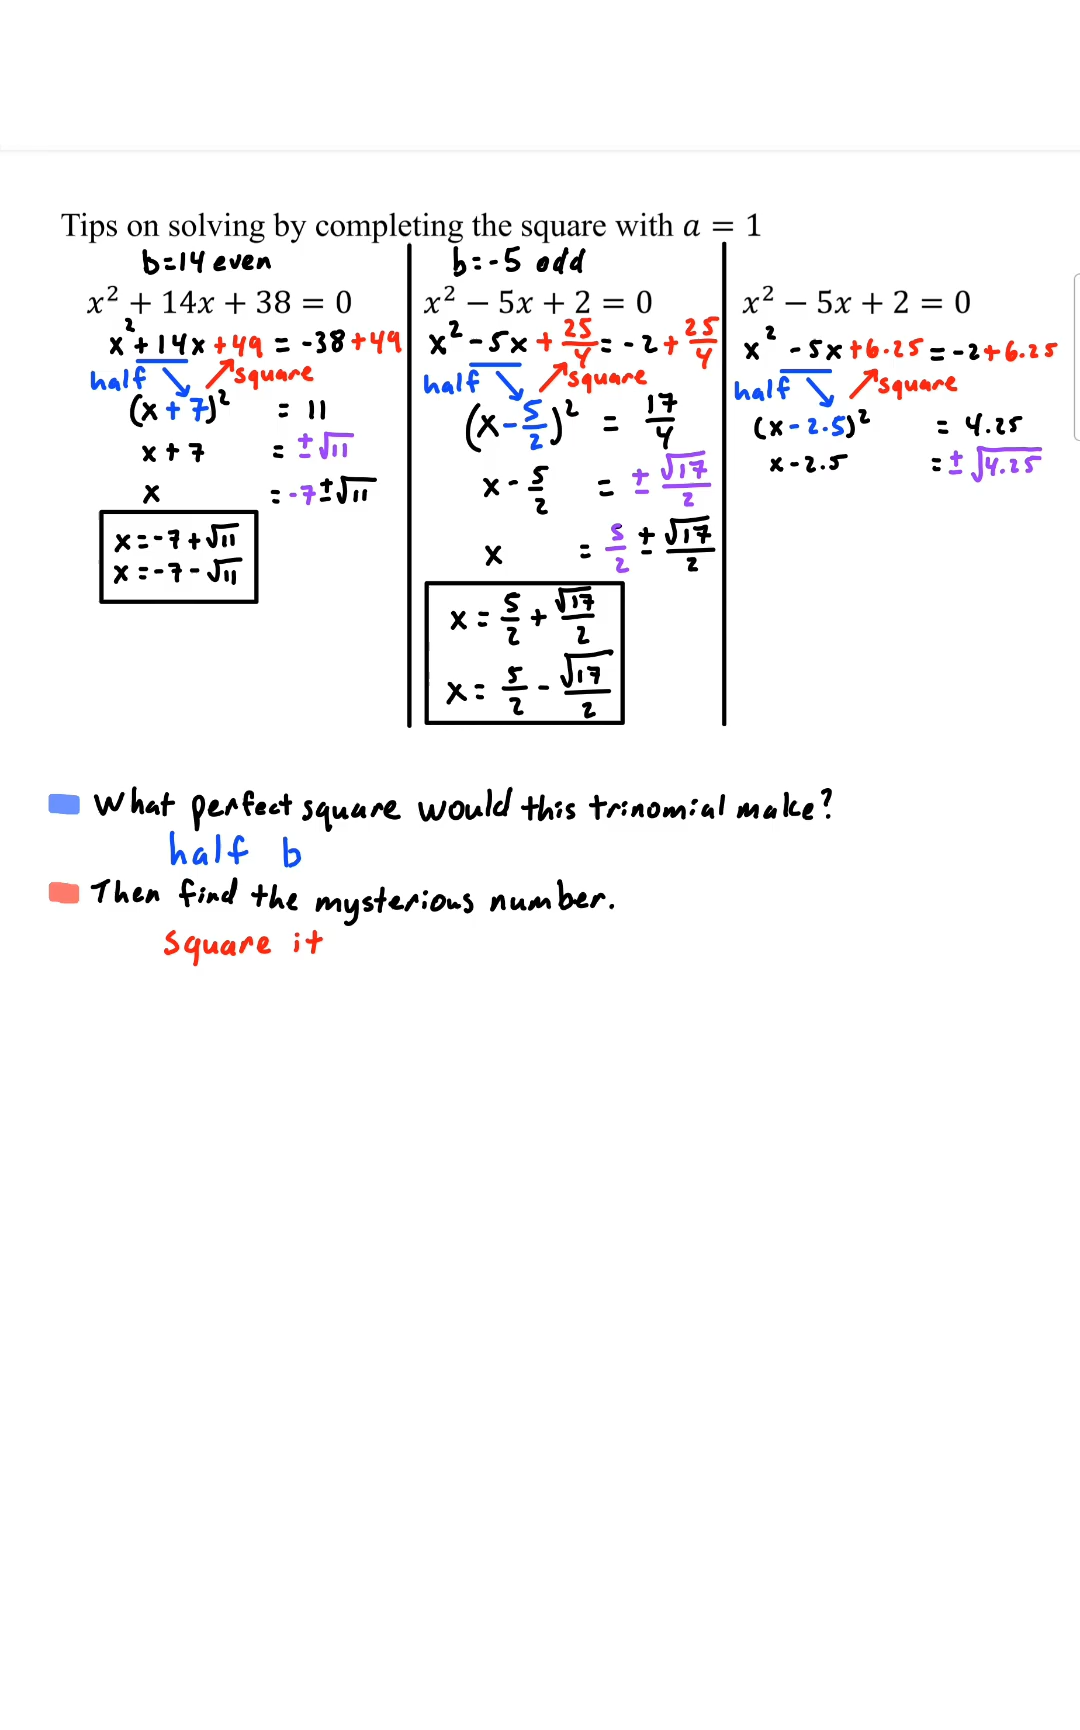 Tips on solving by completing the square with a = 1
b=14 even
x² + 14x + 38 = 0
x²+14x+49 = -38+49
half square
(x+7)² = 11
x+7 = ±√11
x = -7±√11
x=-7+√11
x=-7-√11
b=-5 odd
x² − 5x + 2 = 0
x²-5x+25/4=-2+25/4
half square
(x-5/2)² = 17/4
x-5/2 = ±√17/2
x = 5/2±√17/2
x=5/2+√17/2
x=5/2-√17/2
x² − 5x + 2 = 0
x²-5x+6.25=-2+6.25
half square
(x-2.5)² = 4.25
x-2.5 =±√4.25
What perfect square would this trinomial make?
half b
Then find the mysterious number.
square it